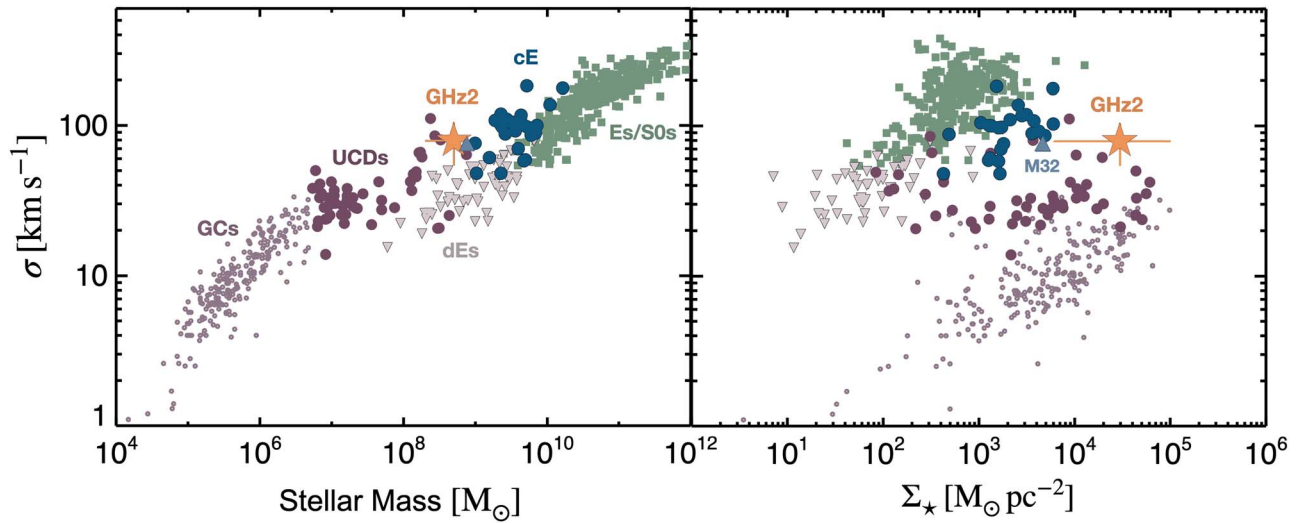 cE
GHz2
Es/S0s
UCDs
GCs
dEs
GHz2
M32
σ [km s⁻¹]
100
10
1
10⁴ 10⁶ 10⁸ 10¹⁰ 10¹² 10¹ 10² 10³ 10⁴ 10⁵ 10⁶
Stellar Mass [M☉] Σ⋆ [M☉ pc⁻²]